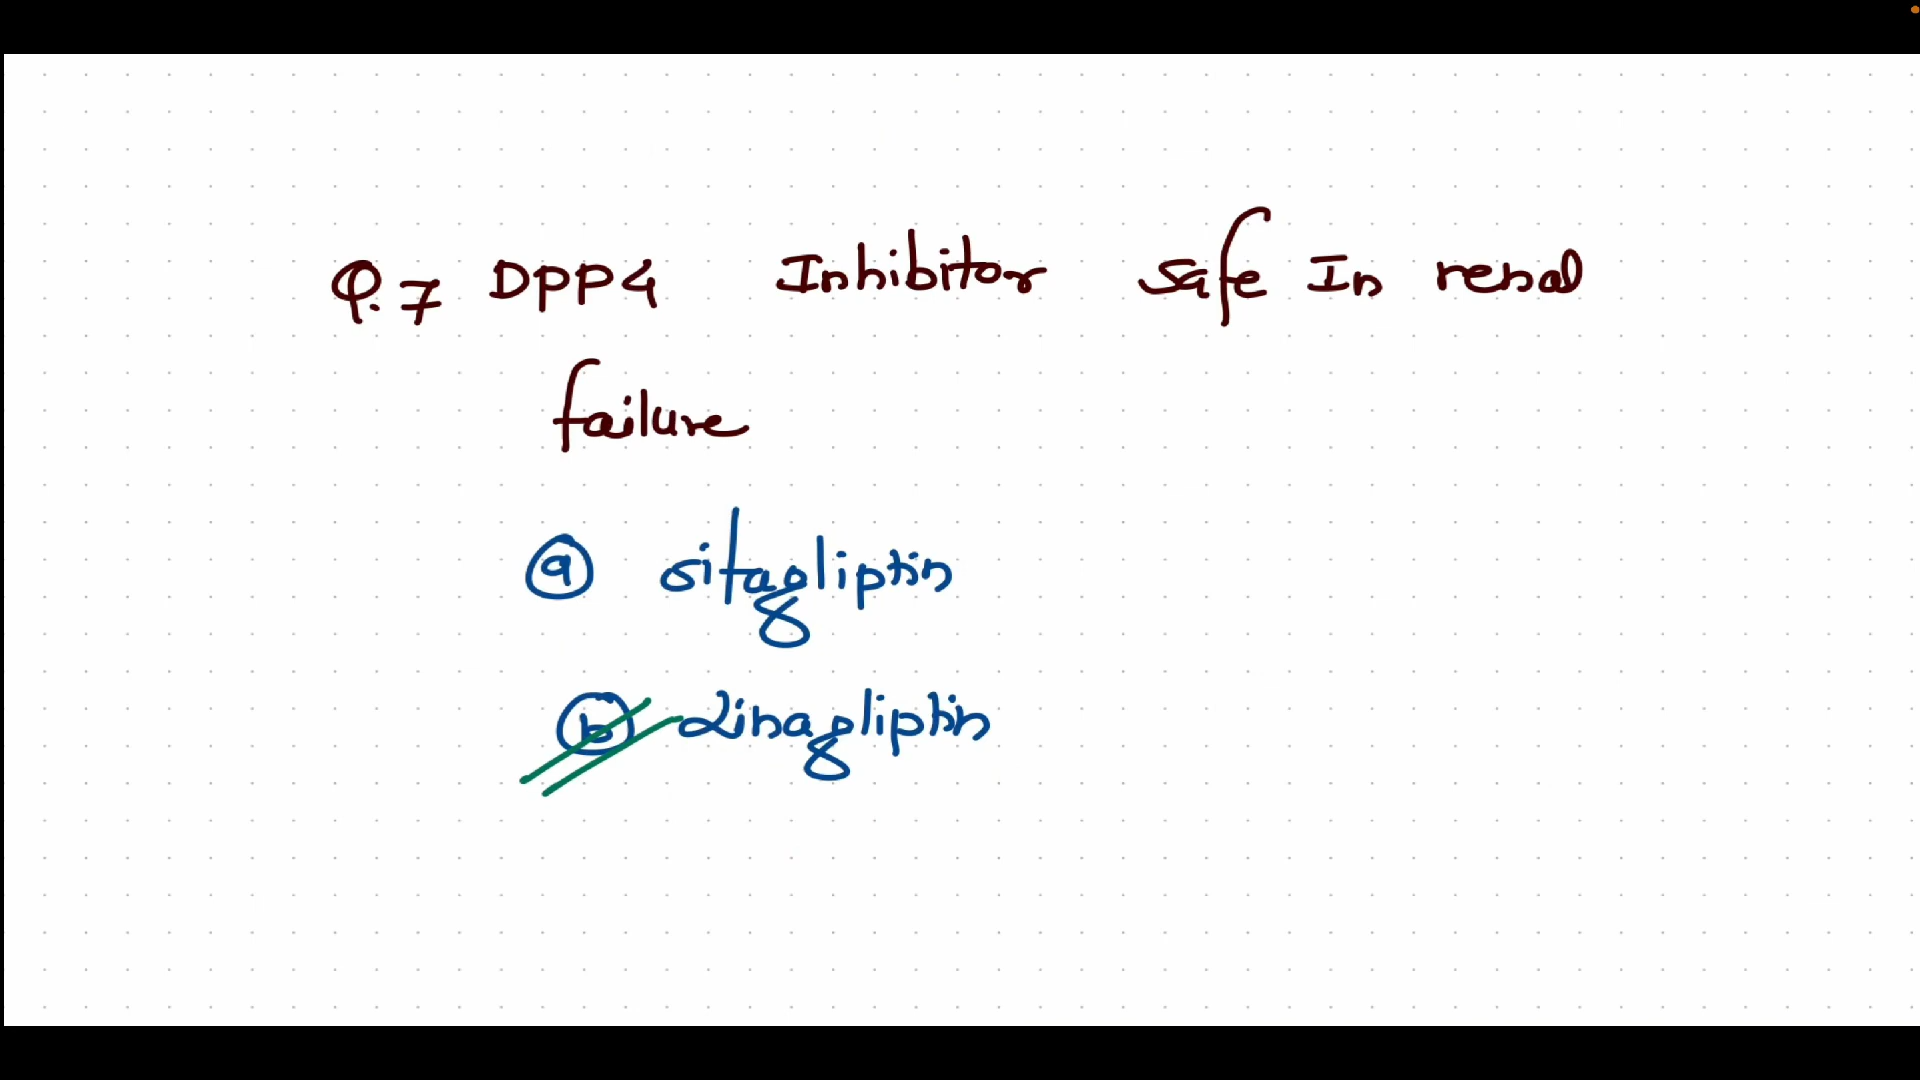 Q.7 DPP4 Inhibitor safe In renal
failure
a sitagliptin
b Linagliptin